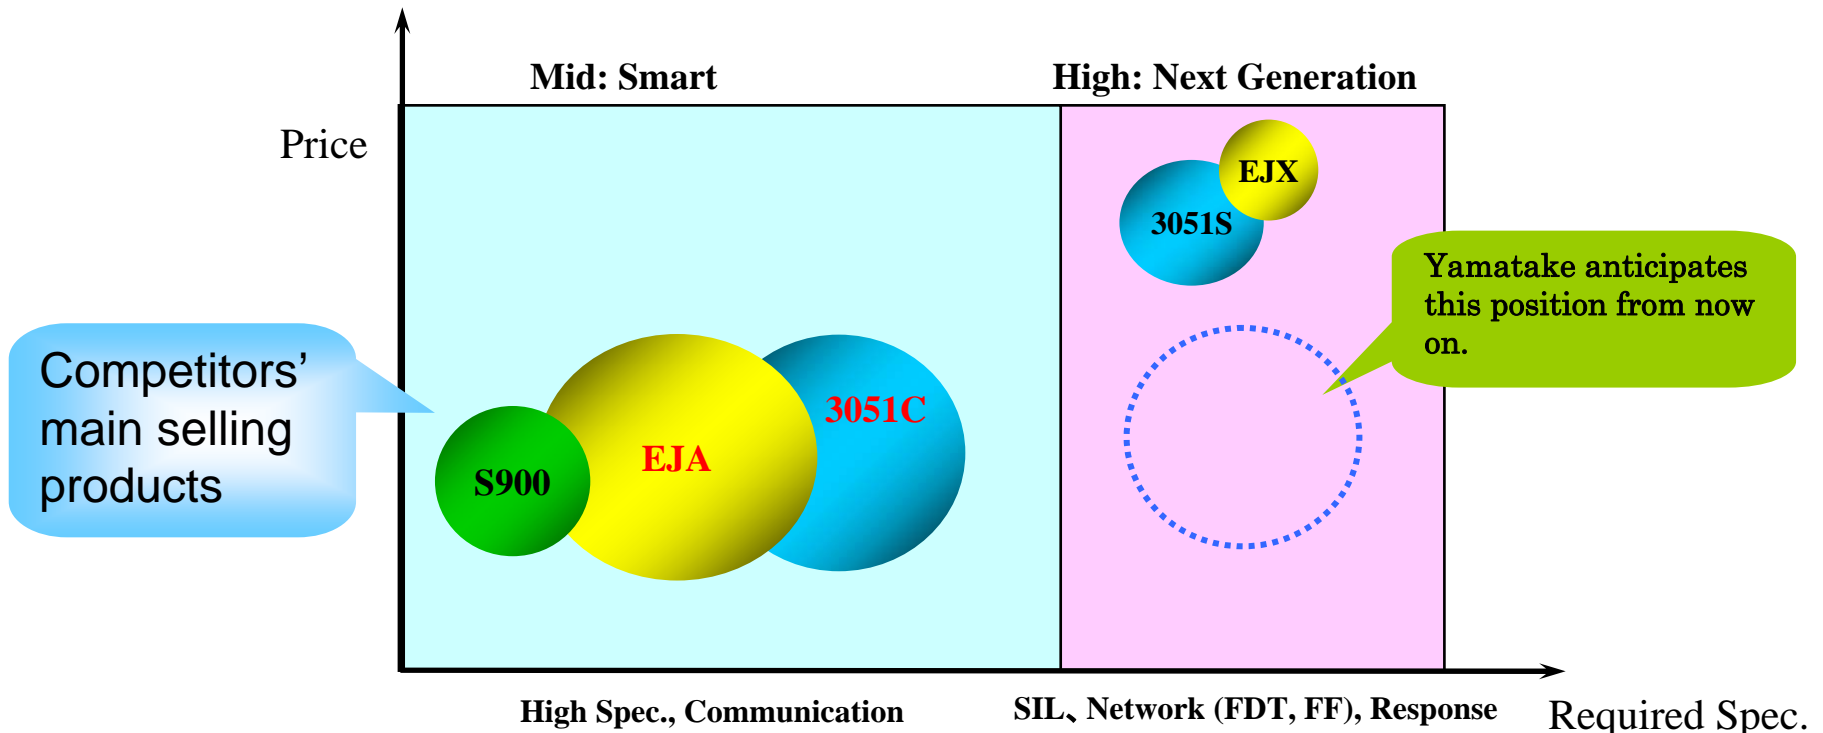 Mid: Smart
High: Next Generation
Price
EJX
3051S
Yamatake anticipates
this position from now
on.
Competitors’
main selling
products
3051C
EJA
S900
High Spec., Communication
SIL、Network (FDT, FF), Response
Required Spec.